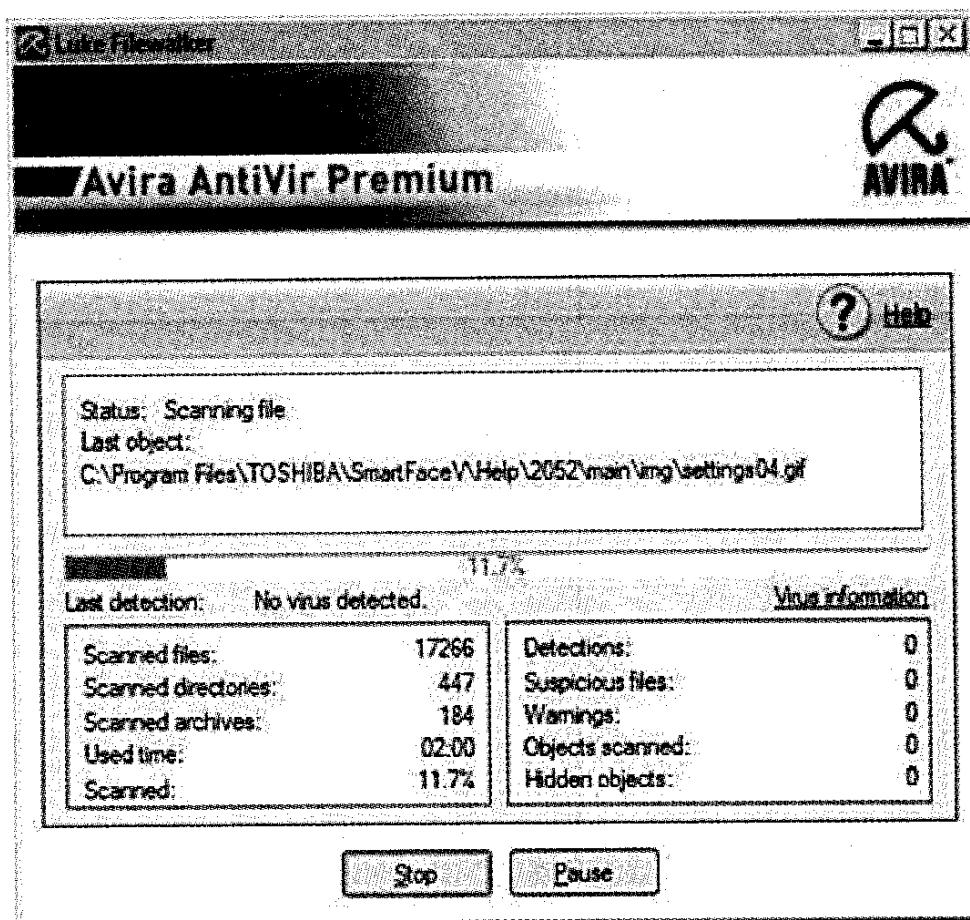 Luke Filewalker
Avira AntiVir Premium
AVIRA
? Help
Status: Scanning file
Last object:
C:\Program Files\TOSHIBA\SmartFaceV\Help\2052\main\img\settings04.gif
11.7%
Last detection: No virus detected. Virus information
Scanned files: 17266
Scanned directories: 447
Scanned archives: 184
Used time: 02:00
Scanned: 11.7%
Detections: 0
Suspicious files: 0
Warnings: 0
Objects scanned: 0
Hidden objects: 0
Stop Pause